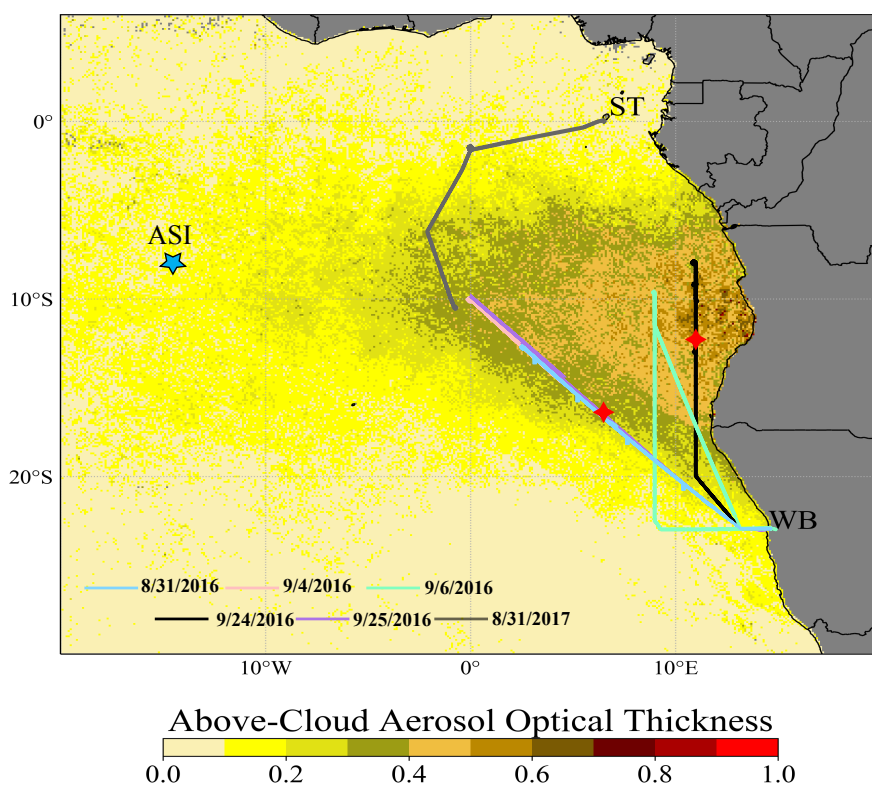 ST
0°
ASI
10°S
20°S
WB
8/31/2016 9/4/2016 9/6/2016
9/24/2016 9/25/2016 8/31/2017
10°W 0° 10°E
Above-Cloud Aerosol Optical Thickness
0.0 0.2 0.4 0.6 0.8 1.0